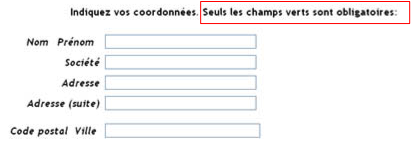 Indiquez vos coordonnées. Seuls les champs verts sont obligatoires:
Nom Prénom
Société
Adresse
Adresse (suite)
Code postal Ville